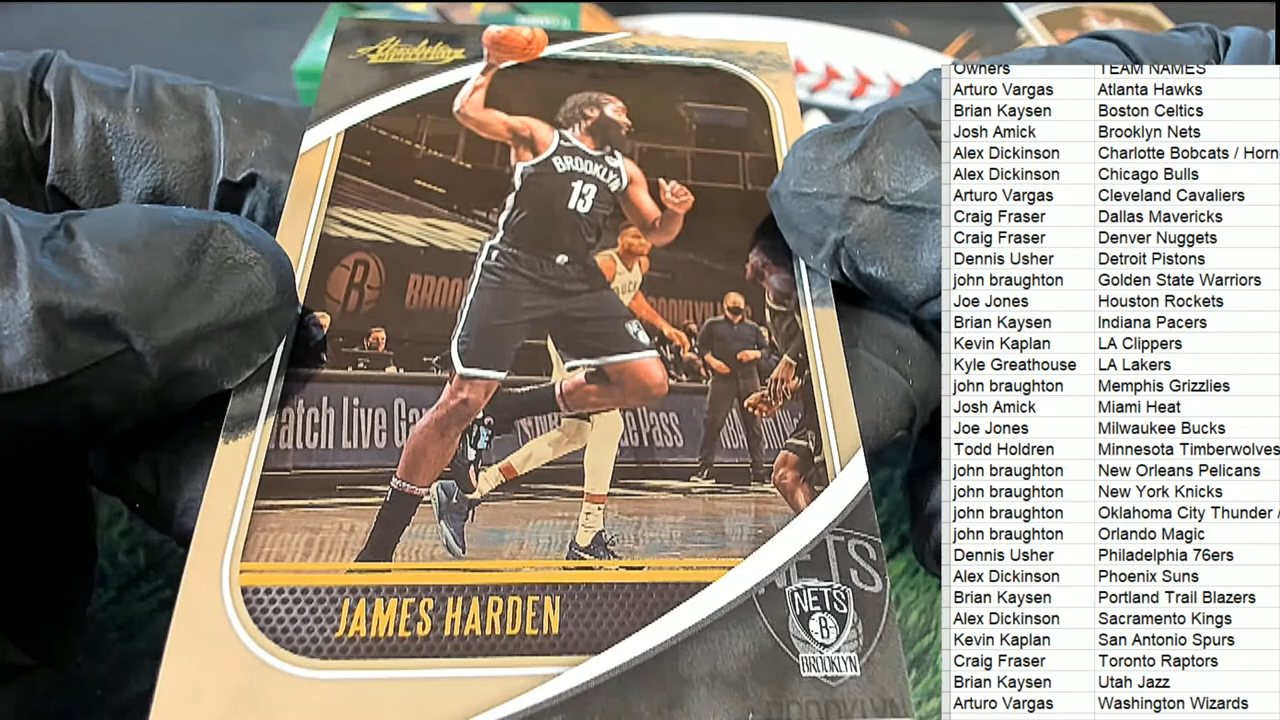 Absolute
MEMORABILIA
BROOKLYN
13
B
BROOKLYN
atch Live Ga
e Pass
JAMES HARDEN
NETS
NETS
B
BROOKLYN
Owners TEAM NAMES
Arturo Vargas Atlanta Hawks
Brian Kaysen Boston Celtics
Josh Amick Brooklyn Nets
Alex Dickinson Charlotte Bobcats / Horn
Alex Dickinson Chicago Bulls
Arturo Vargas Cleveland Cavaliers
Craig Fraser Dallas Mavericks
Craig Fraser Denver Nuggets
Dennis Usher Detroit Pistons
john braughton Golden State Warriors
Joe Jones Houston Rockets
Brian Kaysen Indiana Pacers
Kevin Kaplan LA Clippers
Kyle Greathouse LA Lakers
john braughton Memphis Grizzlies
Josh Amick Miami Heat
Joe Jones Milwaukee Bucks
Todd Holdren Minnesota Timberwolves
john braughton New Orleans Pelicans
john braughton New York Knicks
john braughton Oklahoma City Thunder /
john braughton Orlando Magic
Dennis Usher Philadelphia 76ers
Alex Dickinson Phoenix Suns
Brian Kaysen Portland Trail Blazers
Alex Dickinson Sacramento Kings
Kevin Kaplan San Antonio Spurs
Craig Fraser Toronto Raptors
Brian Kaysen Utah Jazz
Arturo Vargas Washington Wizards